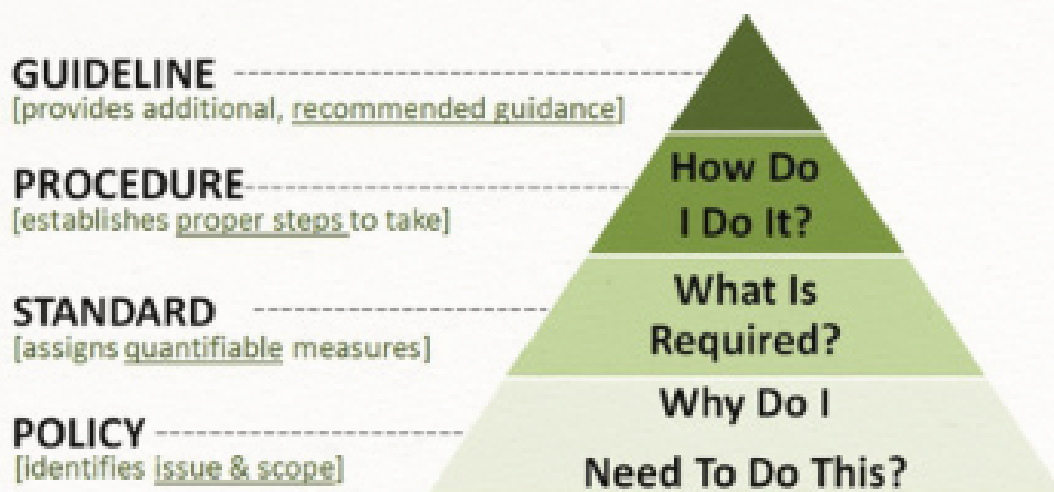 GUIDELINE
[provides additional, recommended guidance]
PROCEDURE
[establishes proper steps to take]
STANDARD
[assigns quantifiable measures]
POLICY
[identifies issue & scope]
How Do
I Do It?
What Is
Required?
Why Do I
Need To Do This?